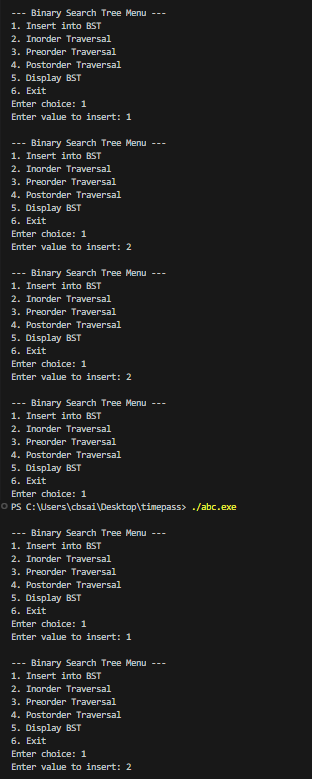 --- Binary Search Tree Menu ---
1. Insert into BST
2. Inorder Traversal
3. Preorder Traversal
4. Postorder Traversal
5. Display BST
6. Exit
Enter choice: 1
Enter value to insert: 1

--- Binary Search Tree Menu ---
1. Insert into BST
2. Inorder Traversal
3. Preorder Traversal
4. Postorder Traversal
5. Display BST
6. Exit
Enter choice: 1
Enter value to insert: 2

--- Binary Search Tree Menu ---
1. Insert into BST
2. Inorder Traversal
3. Preorder Traversal
4. Postorder Traversal
5. Display BST
6. Exit
Enter choice: 1
Enter value to insert: 2

--- Binary Search Tree Menu ---
1. Insert into BST
2. Inorder Traversal
3. Preorder Traversal
4. Postorder Traversal
5. Display BST
6. Exit
Enter choice: 1
PS C:\Users\cbsai\Desktop\timepass> ./abc.exe

--- Binary Search Tree Menu ---
1. Insert into BST
2. Inorder Traversal
3. Preorder Traversal
4. Postorder Traversal
5. Display BST
6. Exit
Enter choice: 1
Enter value to insert: 1

--- Binary Search Tree Menu ---
1. Insert into BST
2. Inorder Traversal
3. Preorder Traversal
4. Postorder Traversal
5. Display BST
6. Exit
Enter choice: 1
Enter value to insert: 2